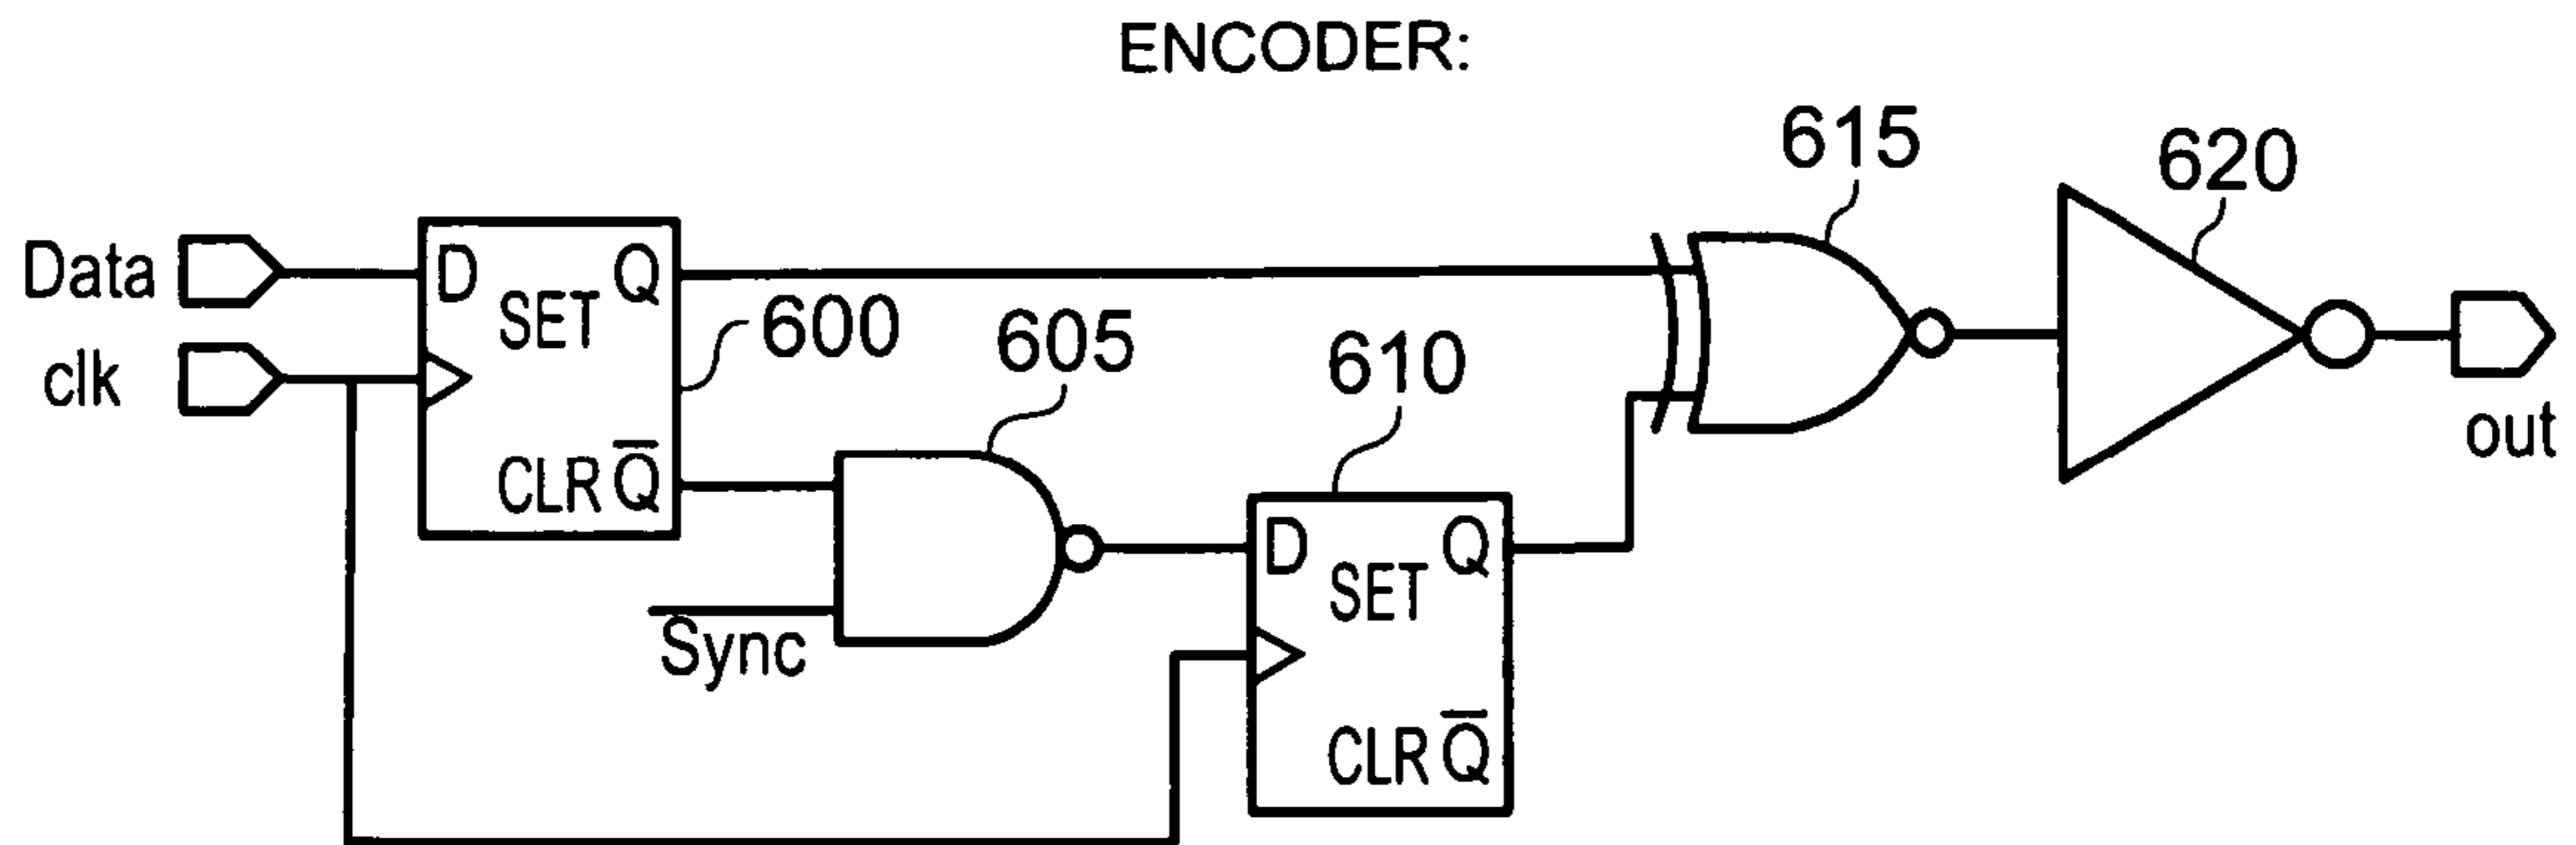 ENCODER:
615
620
Data
D
Q
SET
600
clk
605
610
CLR
Q̅
D
Q
SET
out
Sync
CLR
Q̅